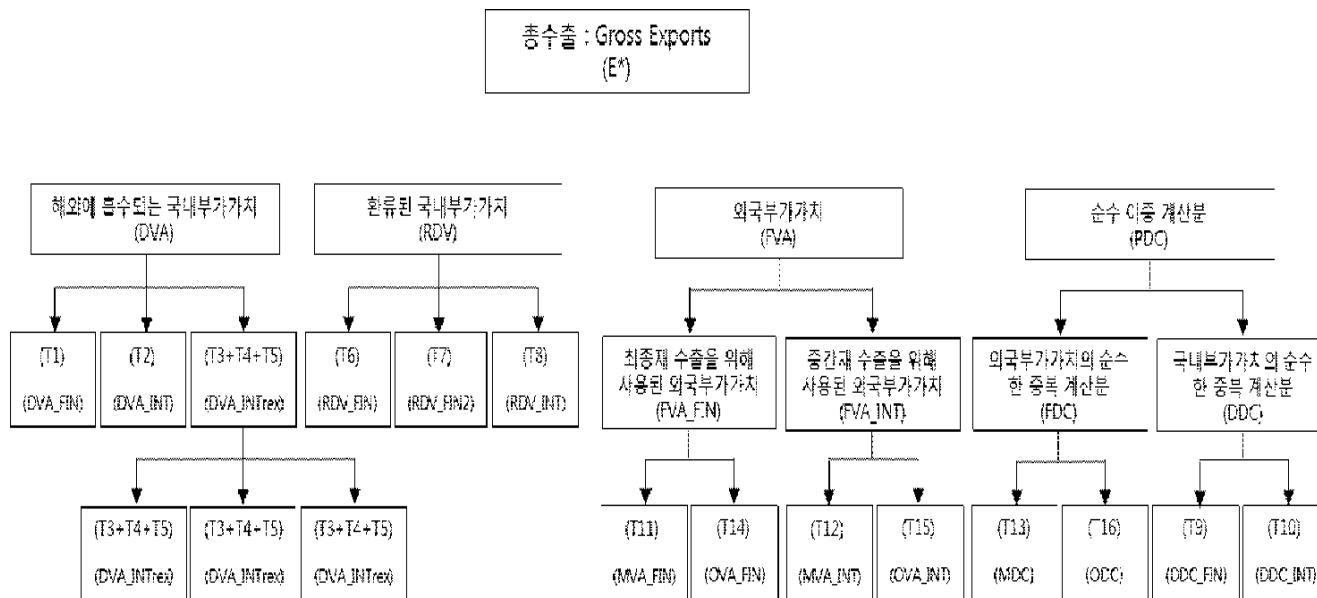 총수출 : Gross Exports
(E*)
해외에 흡수되는 국내부가가치
(DVA)
환류된 국내부가가치
(RDV)
외국부가가치
(FVA)
순수 이중 계산분
(PDC)
(T1)
(DVA_FIN)
(T2)
(DVA_INT)
(T3+T4+T5)
(DVA_INTrex)
(T6)
(RDV_FIN)
(T7)
(RDV_FIN2)
(T8)
(RDV_INT)
최종재 수출을 위해
사용된 외국부가가치
(FVA_FIN)
중간재 수출을 위해
사용된 외국부가가치
(FVA_INT)
외국부가가치의 순수
한 중복 계산분
(FDC)
국내부가가치의 순수
한 중복 계산분
(DDC)
(T3+T4+T5)
(DVA_INTrex)
(T3+T4+T5)
(DVA_INTrex)
(T3+T4+T5)
(DVA_INTrex)
(T11)
(MVA_FIN)
(T14)
(OVA_FIN)
(T12)
(MVA_INT)
(T15)
(OVA_INT)
(T13)
(MDC)
(T16)
(ODC)
(T9)
(DDC_FIN)
(T10)
(DDC_INT)